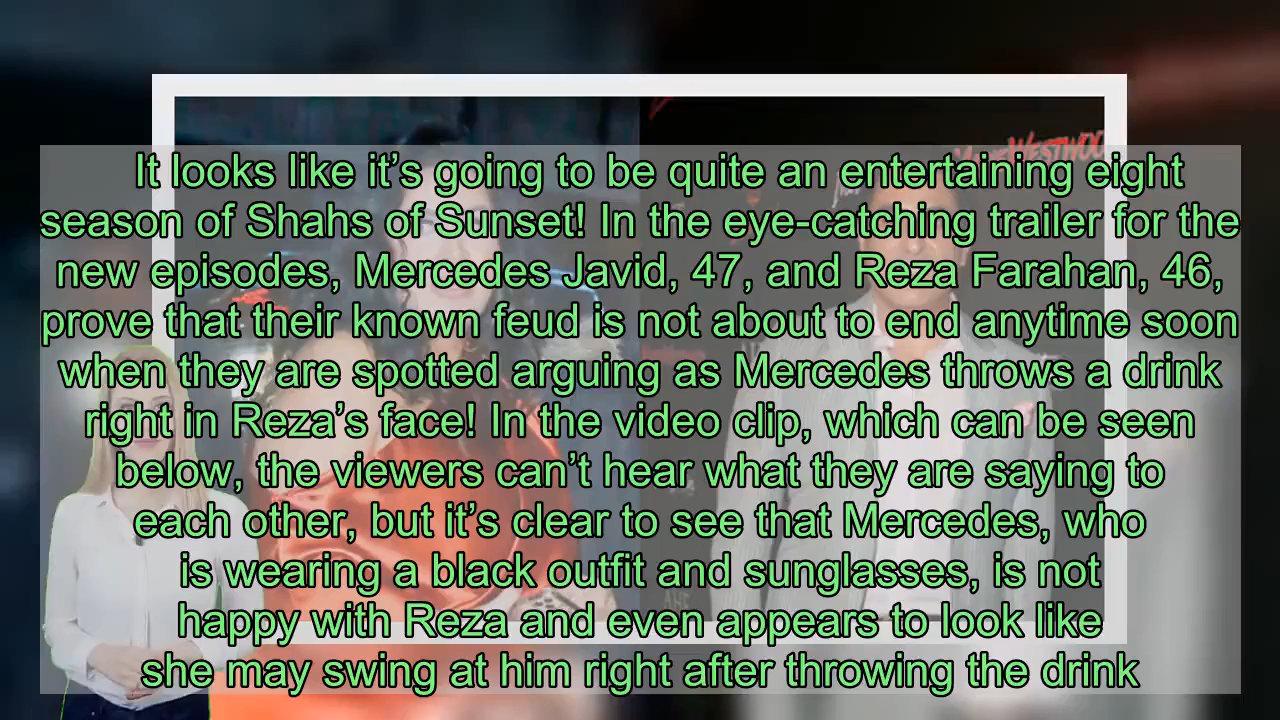 WESTWOO
It looks like it’s going to be quite an entertaining eight
season of Shahs of Sunset! In the eye-catching trailer for the
new episodes, Mercedes Javid, 47, and Reza Farahan, 46,
prove that their known feud is not about to end anytime soon
when they are spotted arguing as Mercedes throws a drink
right in Reza’s face! In the video clip, which can be seen
below, the viewers can’t hear what they are saying to
each other, but it’s clear to see that Mercedes, who
is wearing a black outfit and sunglasses, is not
happy with Reza and even appears to look like
she may swing at him right after throwing the drink